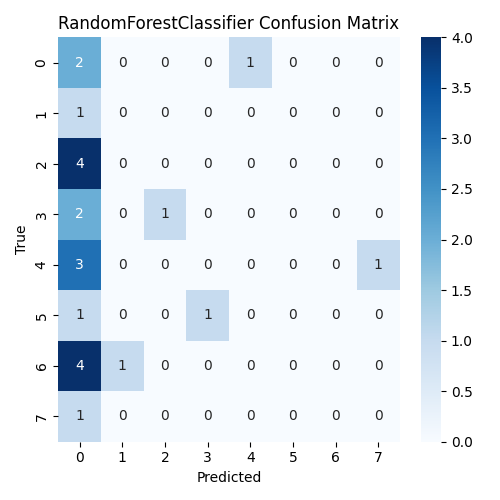 RandomForestClassifier Confusion Matrix
0 2 0 0 0 1 0 0 0
1 1 0 0 0 0 0 0 0
2 4 0 0 0 0 0 0 0
3 2 0 1 0 0 0 0 0
4 3 0 0 0 0 0 0 1
5 1 0 0 1 0 0 0 0
6 4 1 0 0 0 0 0 0
7 1 0 0 0 0 0 0 0
0 1 2 3 4 5 6 7
Predicted
True
4.0
3.5
3.0
2.5
2.0
1.5
1.0
0.5
0.0